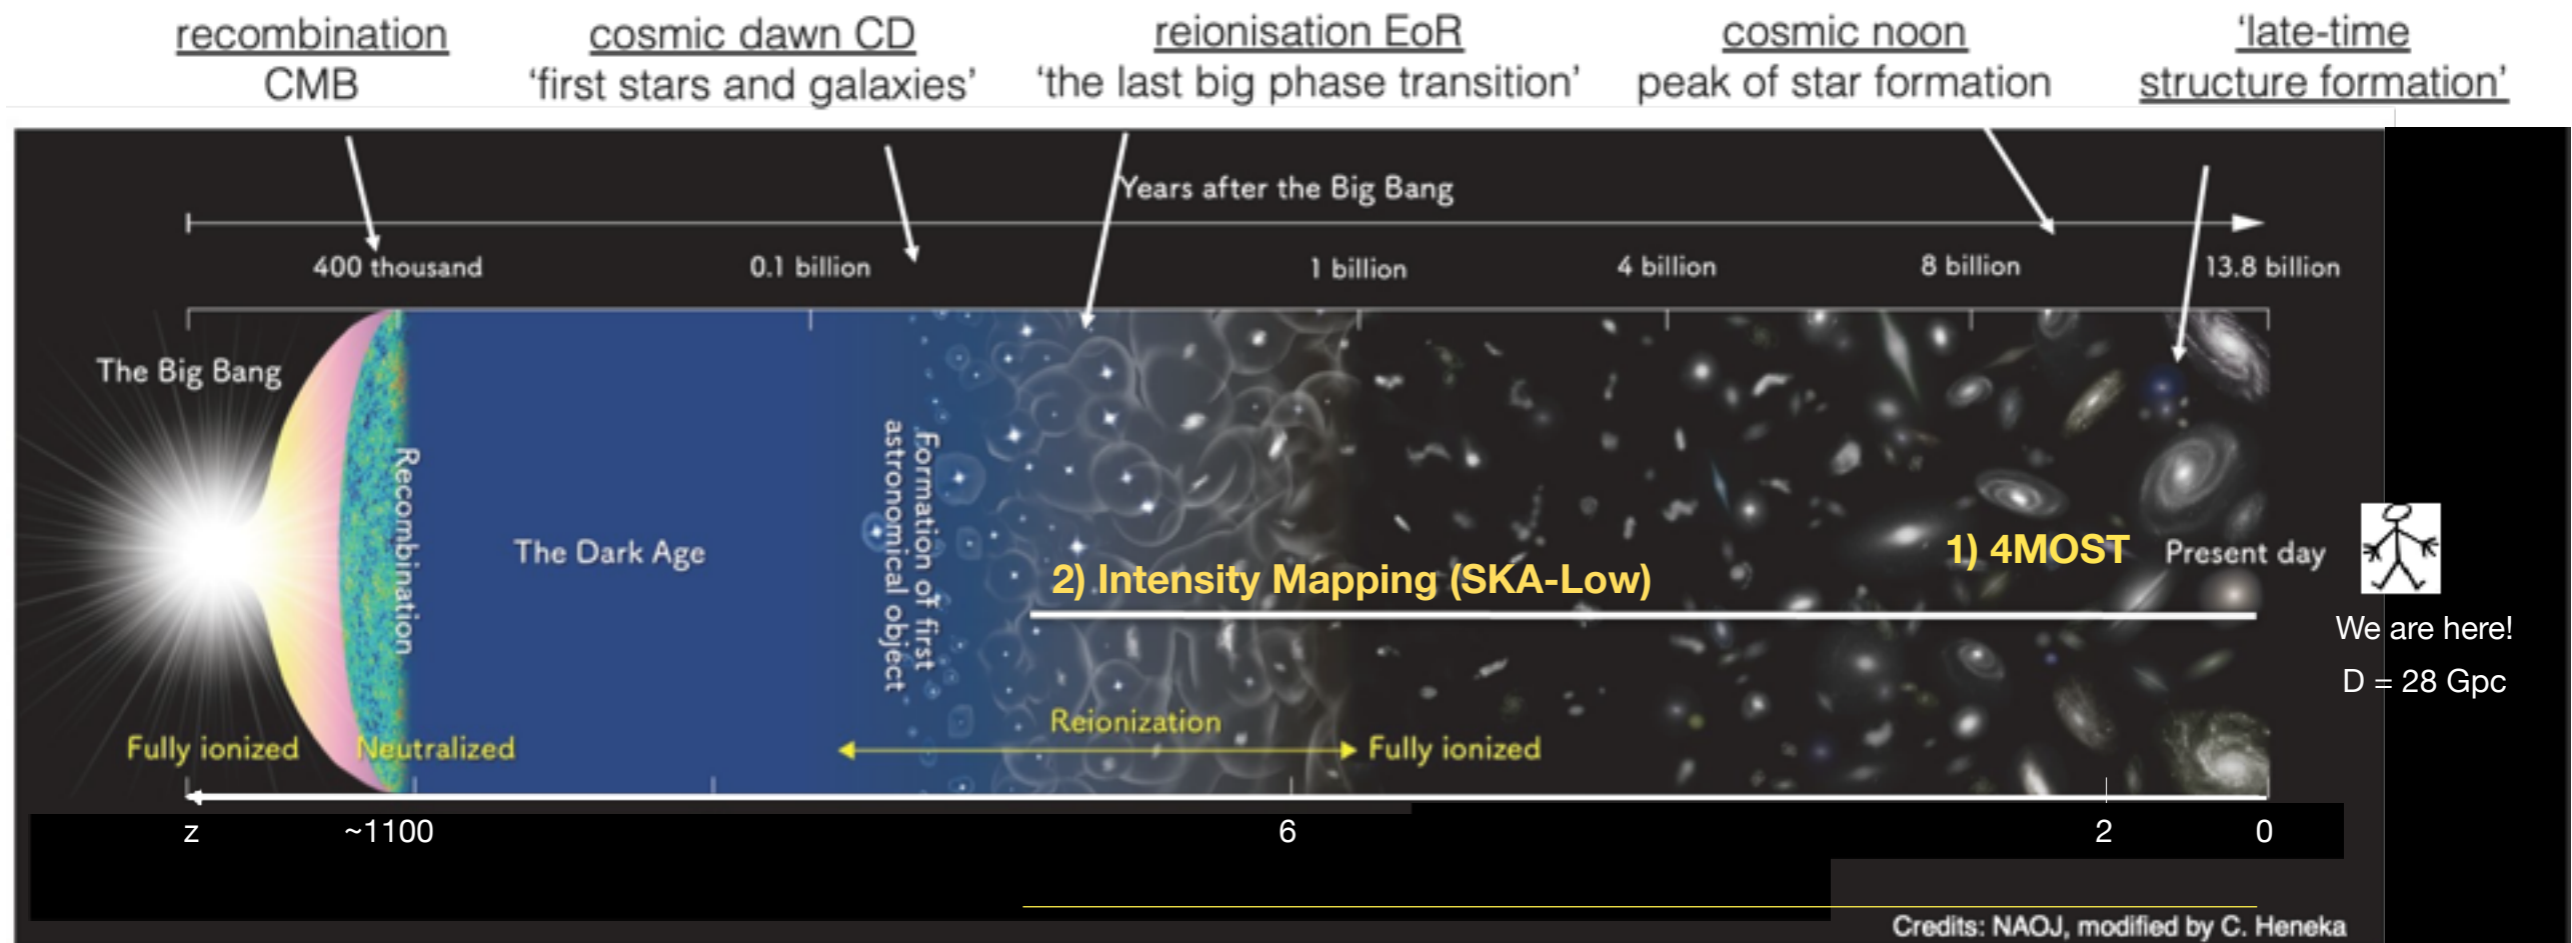 recombination
CMB
cosmic dawn CD
‘first stars and galaxies’
reionisation EoR
‘the last big phase transition’
cosmic noon
peak of star formation
‘late-time
structure formation’
Years after the Big Bang
400 thousand
0.1 billion
1 billion
4 billion
8 billion
13.8 billion
The Big Bang
Recombination
The Dark Age
Formation of first
astronomical object
2) Intensity Mapping (SKA-Low)
1) 4MOST
Present day
We are here!
D = 28 Gpc
Fully ionized
Neutralized
Reionization
Fully ionized
z
~1100
6
2
0
Credits: NAOJ, modified by C. Heneka